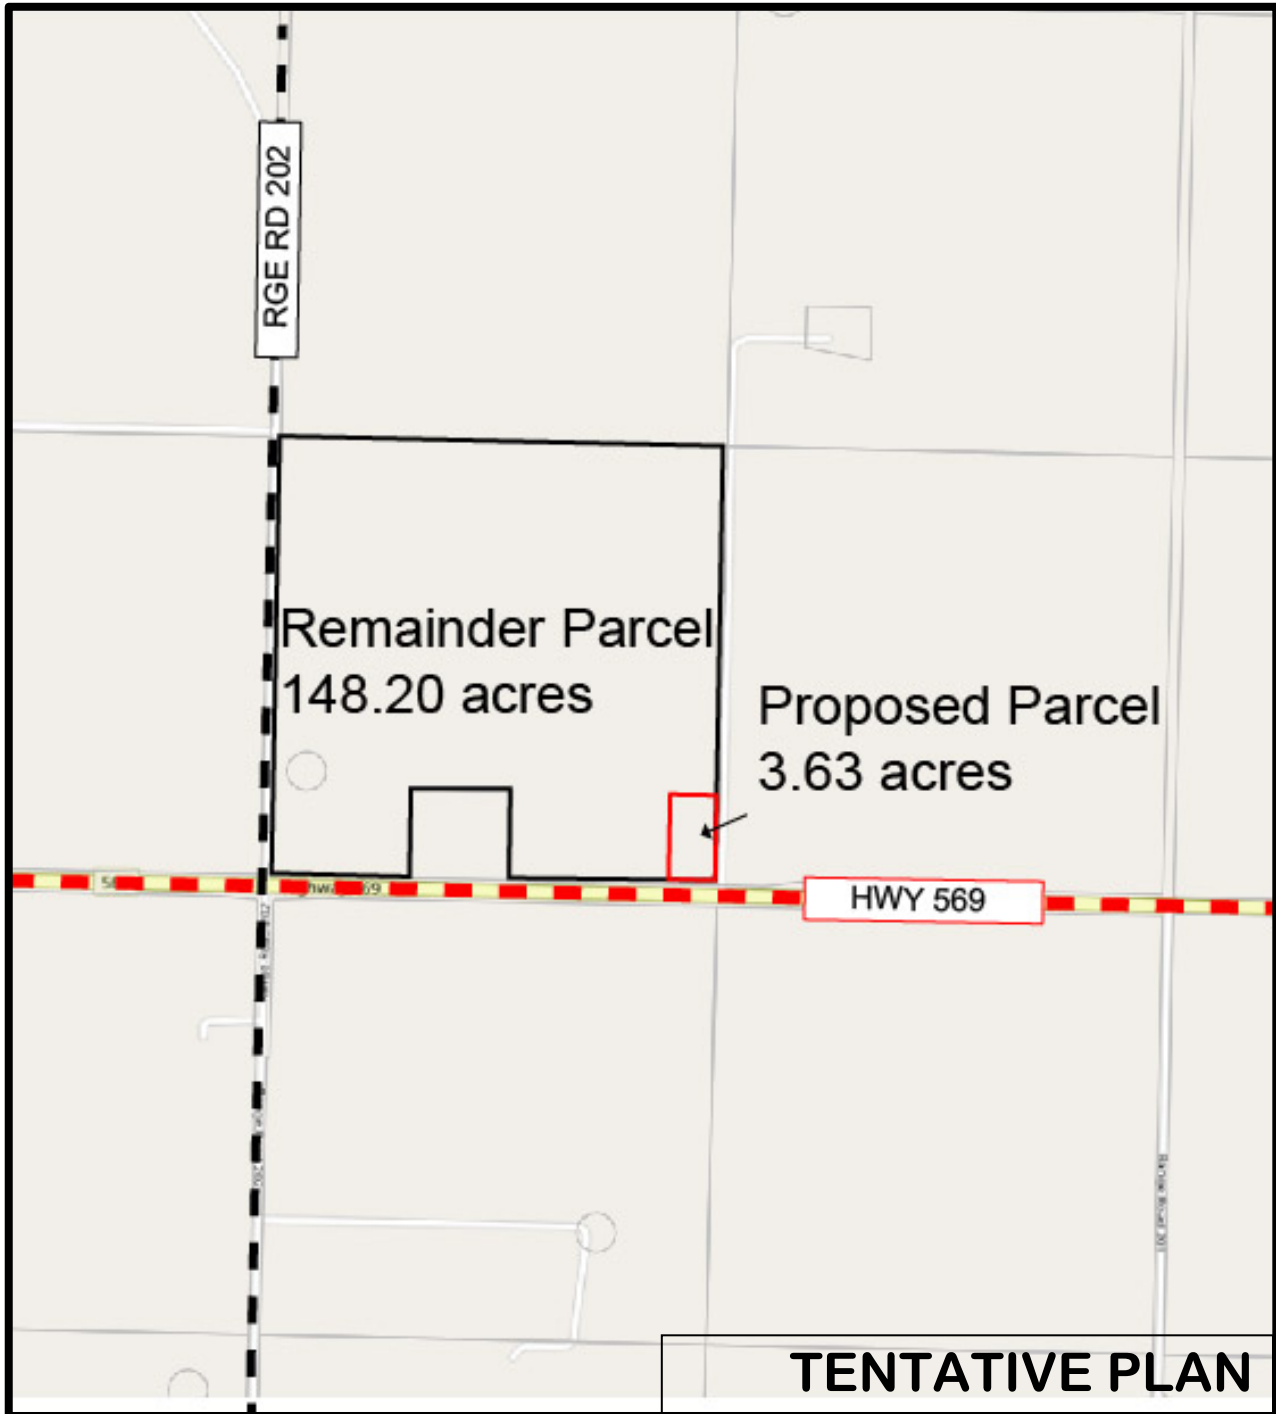 RGE RD 202
Remainder Parcel
148.20 acres
Proposed Parcel
3.63 acres
HWY 569
TENTATIVE PLAN